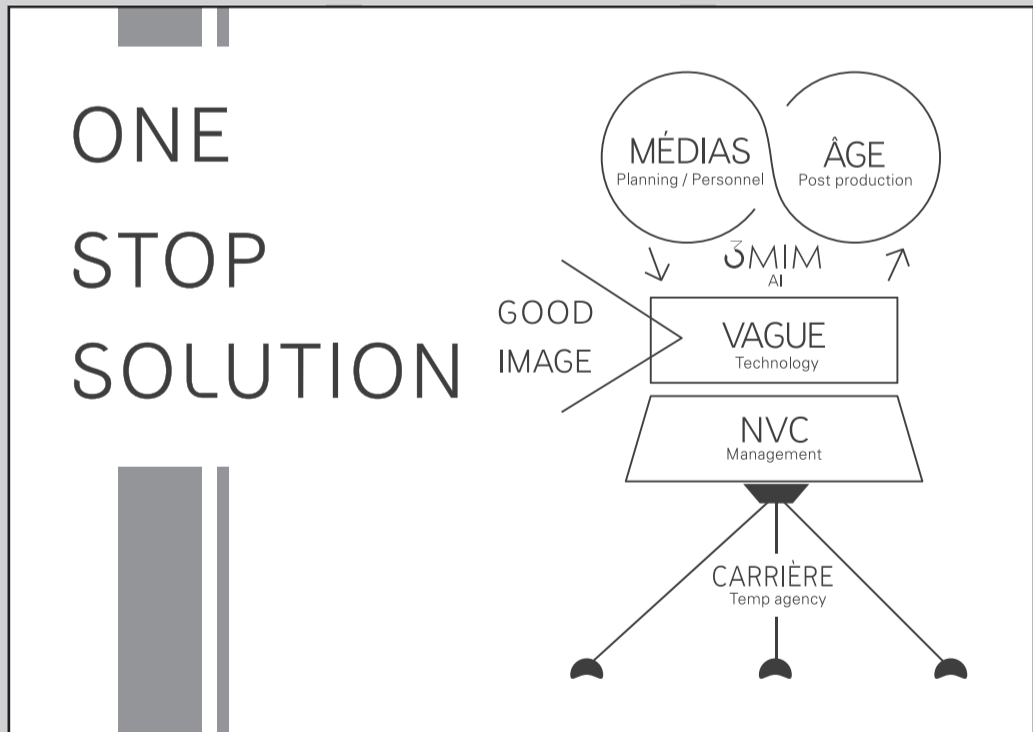 ONE
STOP
SOLUTION
MÉDIAS
Planning / Personnel
ÂGE
Post production
3MIM
AI
GOOD
IMAGE
VAGUE
Technology
NVC
Management
CARRIÈRE
Temp agency